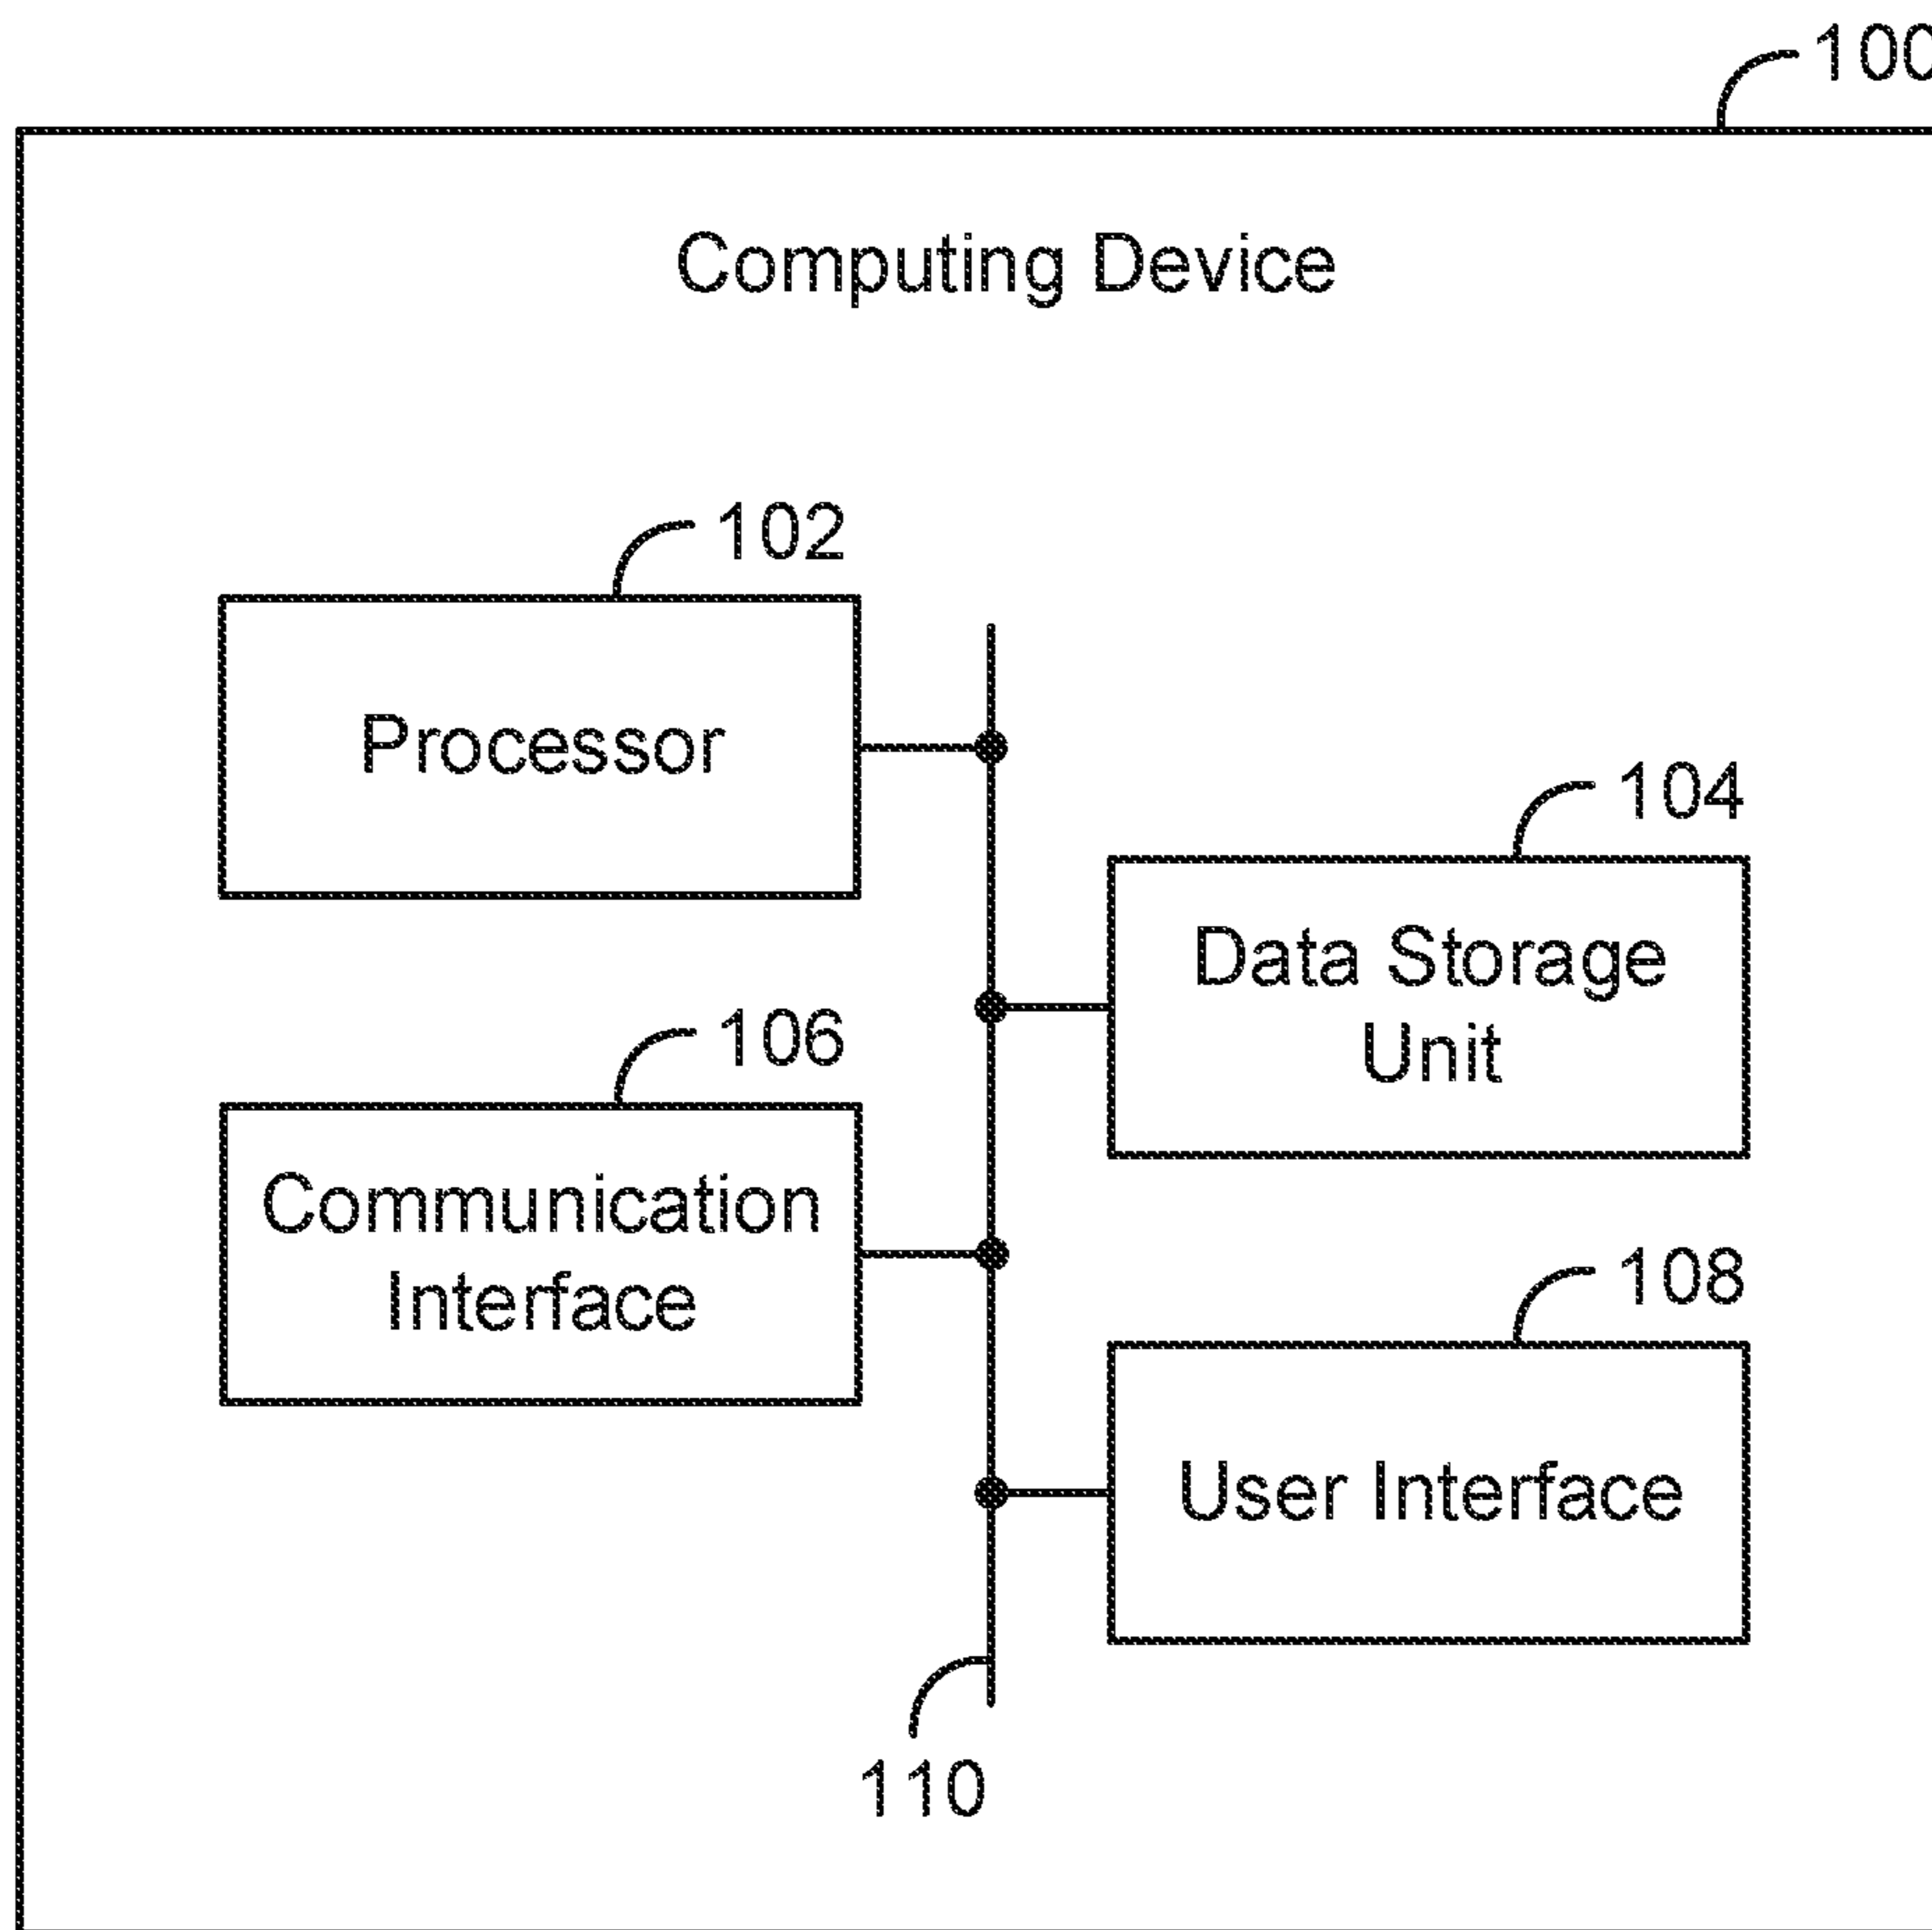 100
Computing Device
102
Processor
104
Data Storage
Unit
106
Communication
Interface
108
User Interface
110